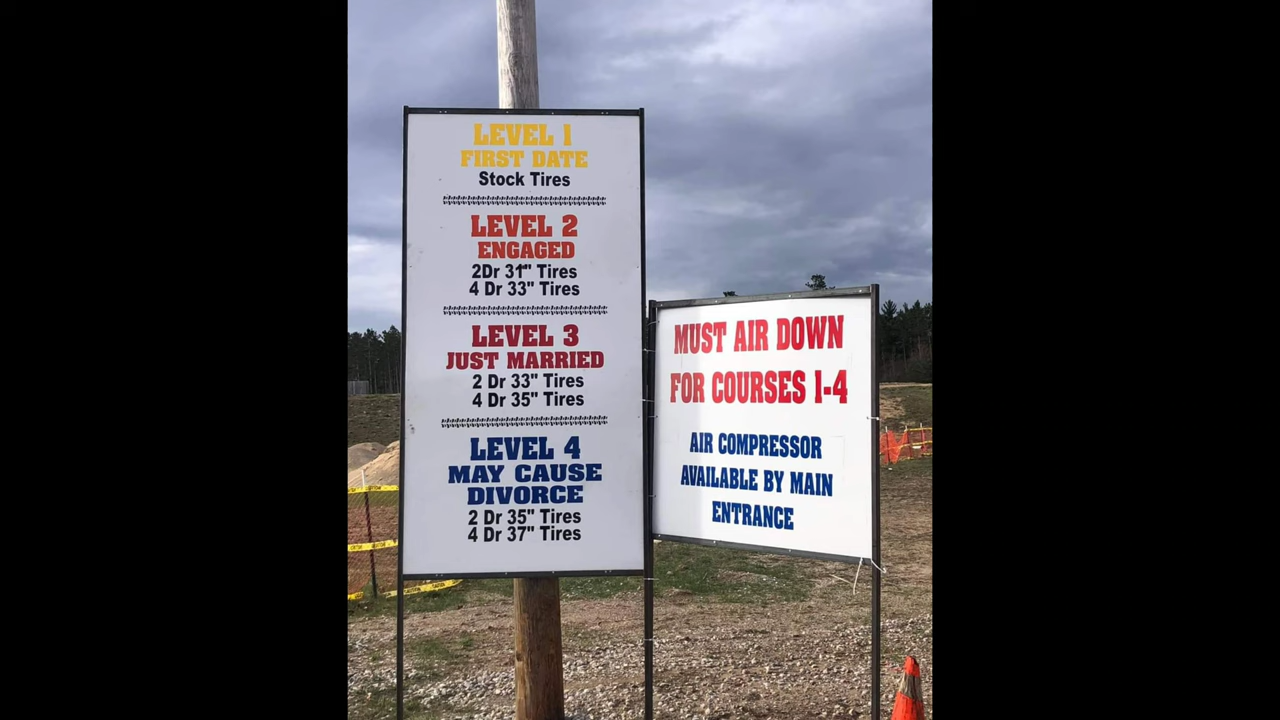 LEVEL 1
FIRST DATE
Stock Tires
LEVEL 2
ENGAGED
2Dr 31" Tires
4 Dr 33" Tires
LEVEL 3
JUST MARRIED
2 Dr 33" Tires
4 Dr 35" Tires
LEVEL 4
MAY CAUSE
DIVORCE
2 Dr 35" Tires
4 Dr 37" Tires
MUST AIR DOWN
FOR COURSES 1-4
AIR COMPRESSOR
AVAILABLE BY MAIN
ENTRANCE